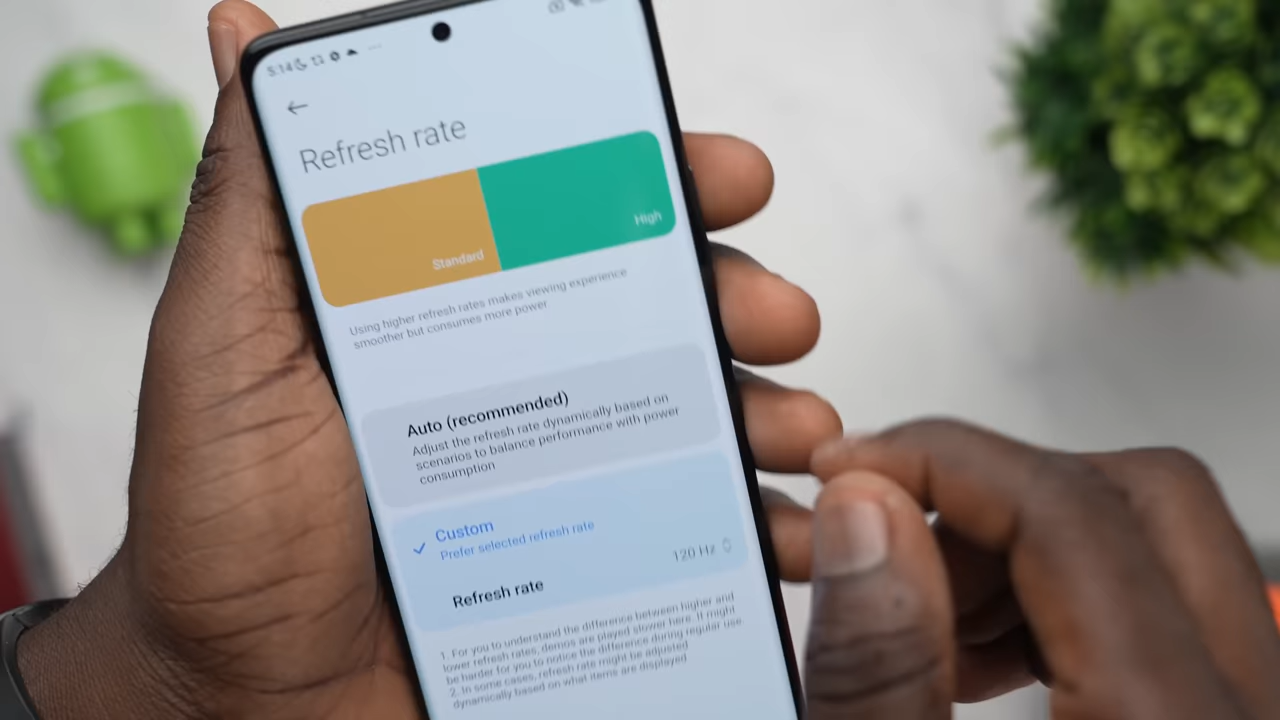 5:14
Refresh rate
Standard
High
Using higher refresh rates makes viewing experience
smoother but consumes more power
Auto (recommended)
Adjust the refresh rate dynamically based on
scenarios to balance performance with power
consumption
Custom
Prefer selected refresh rate
Refresh rate
120 Hz
1. For you to understand the difference between higher and
lower refresh rates, demos are played slower here. It might
be harder for you to notice the difference during regular use.
2. In some cases, refresh rate might be adjusted
dynamically based on what items are displayed